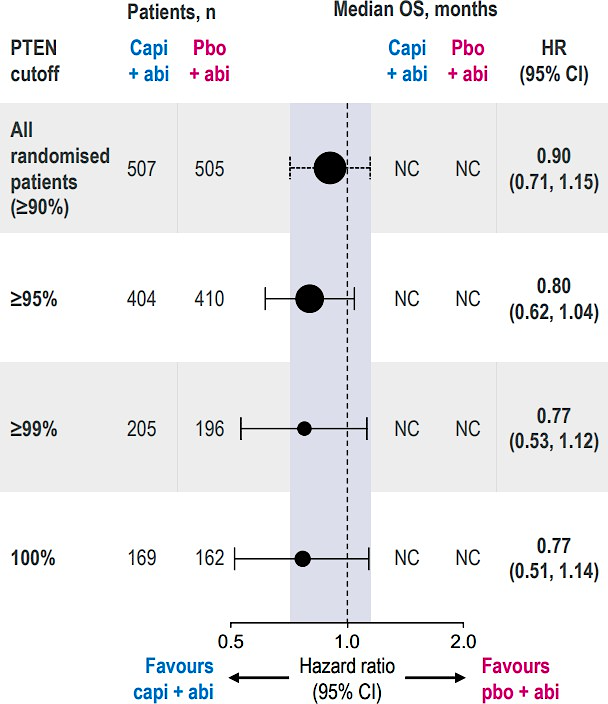 Patients, n Median OS, months
PTEN Capi Pbo Capi Pbo HR
cutoff + abi + abi + abi + abi (95% CI)
All
randomised
patients
(≥90%)
507 505 NC NC 0.90
(0.71, 1.15)
≥95% 404 410 NC NC 0.80
(0.62, 1.04)
≥99% 205 196 NC NC 0.77
(0.53, 1.12)
100% 169 162 NC NC 0.77
(0.51, 1.14)
0.5 1.0 2.0
Favours Hazard ratio Favours
capi + abi (95% CI) pbo + abi